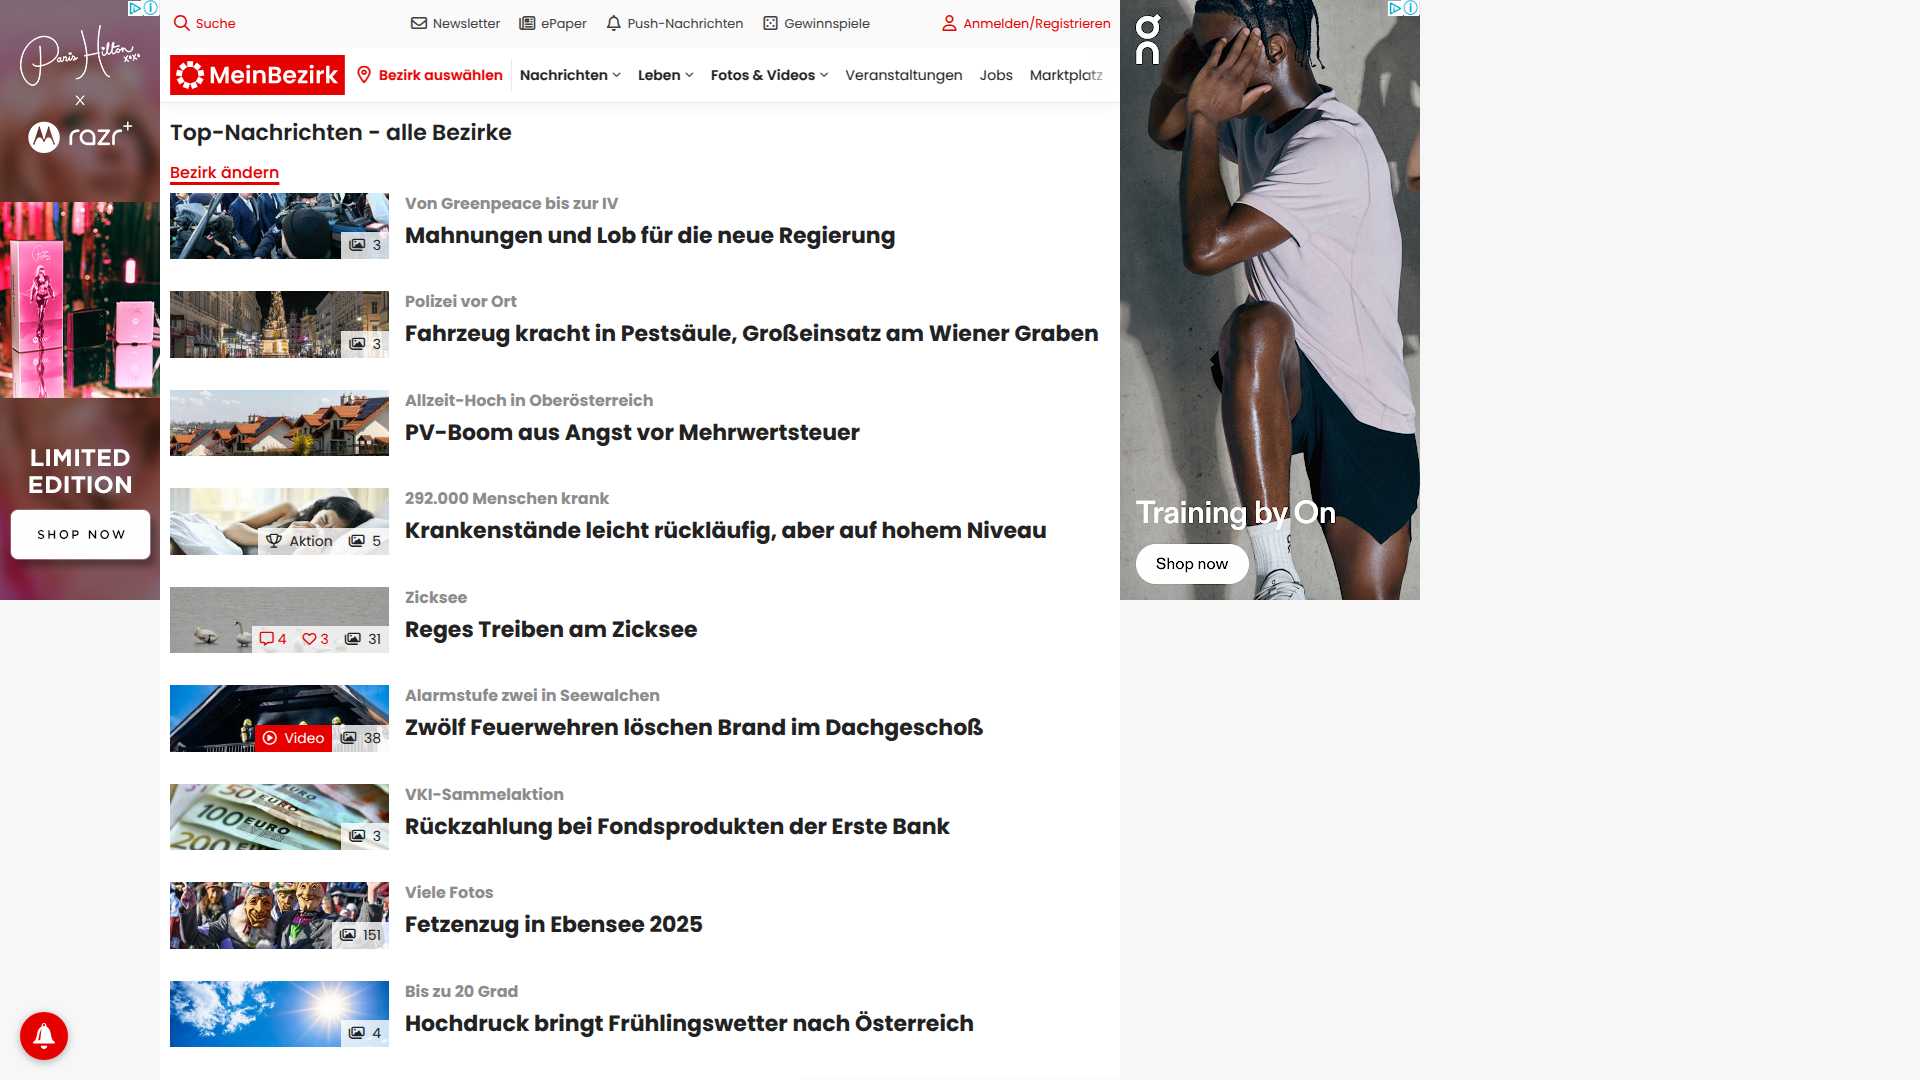 Suche
Newsletter
ePaper
Push-Nachrichten
Gewinnspiele
Anmelden/Registrieren
MeinBezirk
Bezirk auswählen
Nachrichten
Leben
Fotos & Videos
Veranstaltungen
Jobs
Marktplatz
Top-Nachrichten - alle Bezirke
Bezirk ändern
Von Greenpeace bis zur IV
Mahnungen und Lob für die neue Regierung
3
Polizei vor Ort
Fahrzeug kracht in Pestsäule, Großeinsatz am Wiener Graben
3
Allzeit-Hoch in Oberösterreich
PV-Boom aus Angst vor Mehrwertsteuer
292.000 Menschen krank
Krankenstände leicht rückläufig, aber auf hohem Niveau
Aktion 5
Zicksee
Reges Treiben am Zicksee
4 3 31
Alarmstufe zwei in Seewalchen
Zwölf Feuerwehren löschen Brand im Dachgeschoß
Video 38
VKI-Sammelaktion
Rückzahlung bei Fondsprodukten der Erste Bank
50 EURO
100 EURO
200
3
Viele Fotos
Fetzenzug in Ebensee 2025
151
Bis zu 20 Grad
Hochdruck bringt Frühlingswetter nach Österreich
4
Paris Hilton
xoxo
X
razr+
LIMITED
EDITION
SHOP NOW
on
Training by On
Shop now